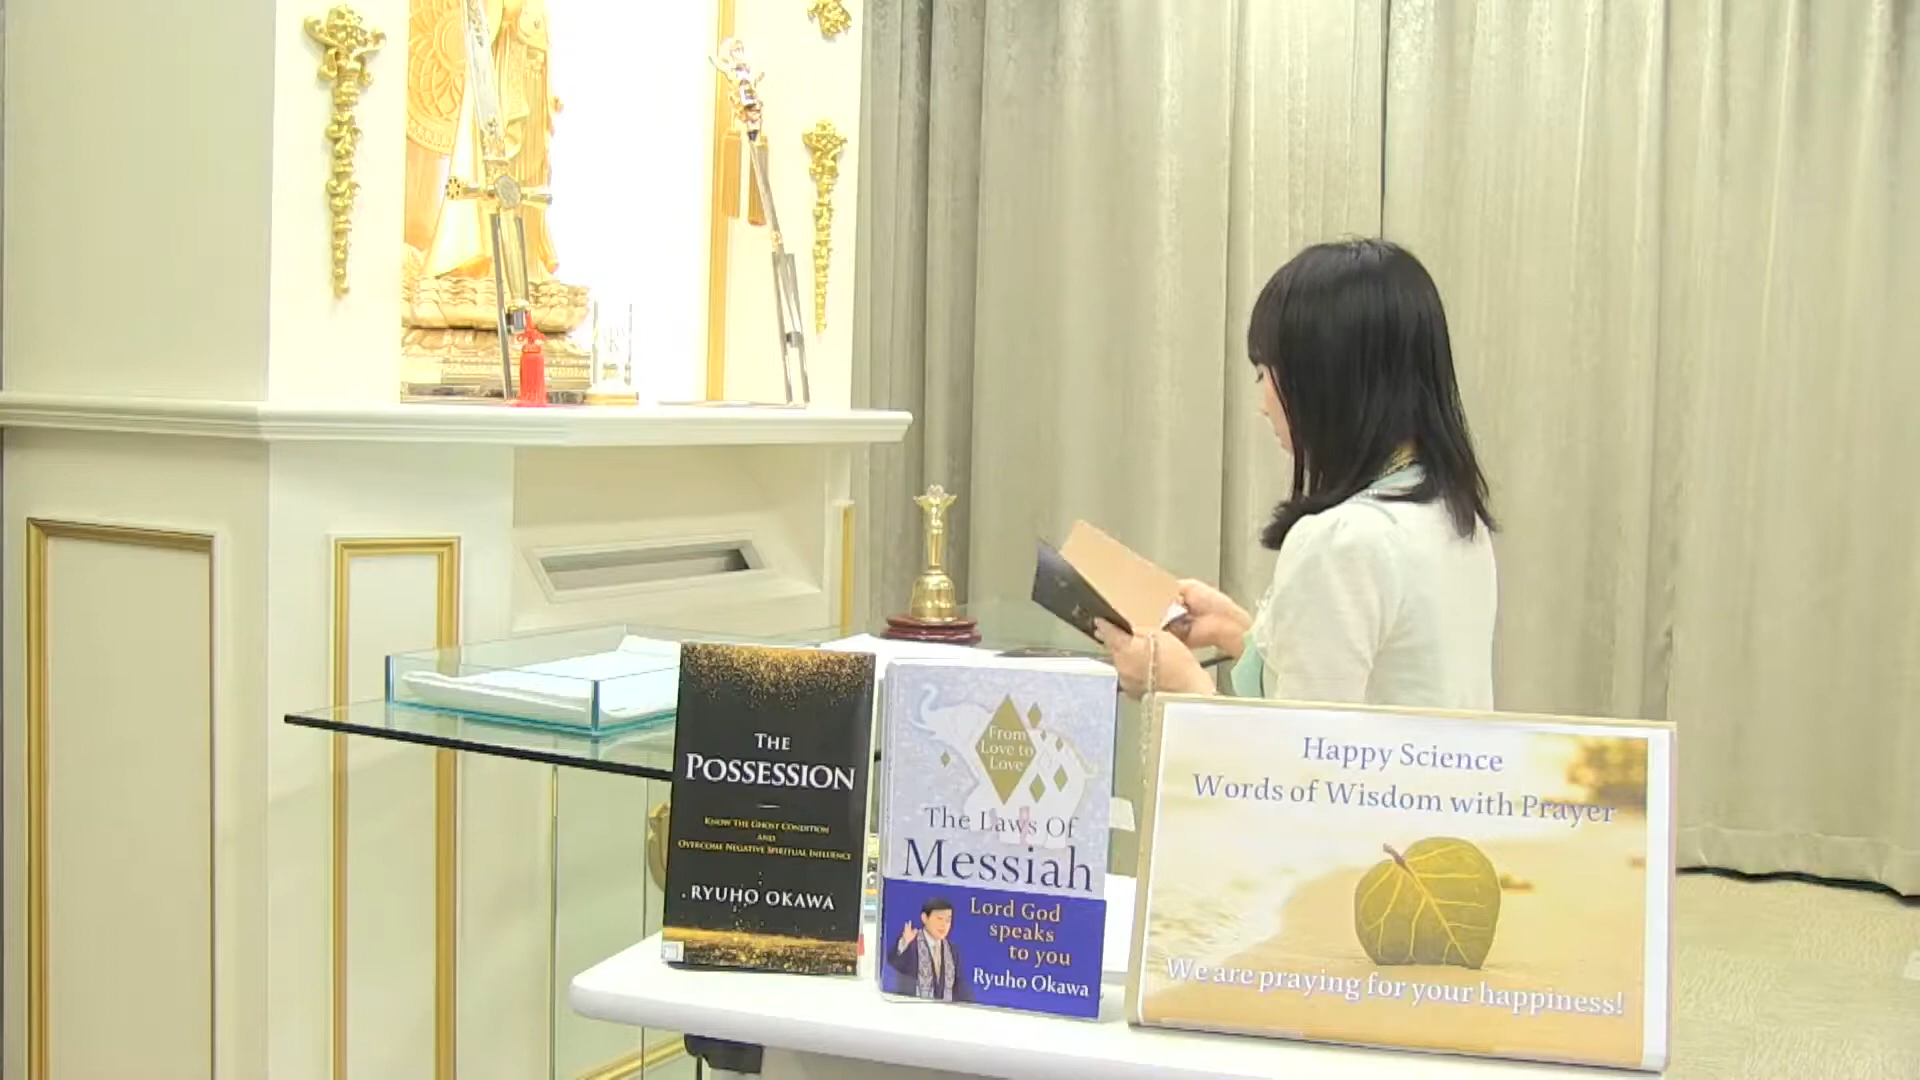 THE
POSSESSION
KNOW THE GHOST CONDITION
AND
OVERCOME NEGATIVE SPIRITUAL INFLUENCE
RYUHO OKAWA
From
Love to
Love
The Laws Of
Messiah
Lord God
speaks
to you
Ryuho Okawa
Happy Science
Words of Wisdom with Prayer
We are praying for your happiness!